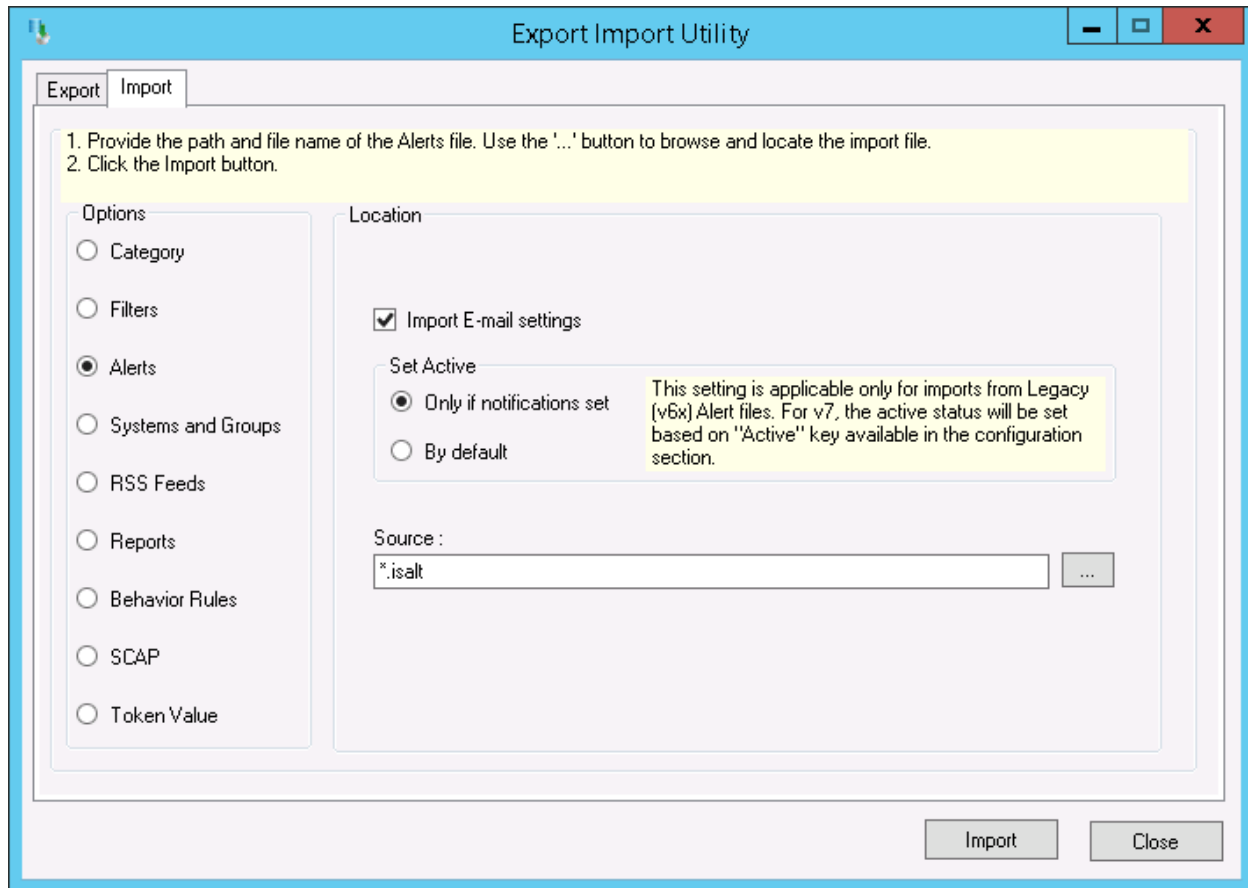 Export Import Utility
Export
Import
1. Provide the path and file name of the Alerts file. Use the '...' button to browse and locate the import file.
2. Click the Import button.
Options
Category
Filters
Alerts
Systems and Groups
RSS Feeds
Reports
Behavior Rules
SCAP
Token Value
Location
Import E-mail settings
Set Active
Only if notifications set
By default
This setting is applicable only for imports from Legacy
(v6x) Alert files. For v7, the active status will be set
based on "Active" key available in the configuration
section.
Source :
*.isalt
...
Import
Close